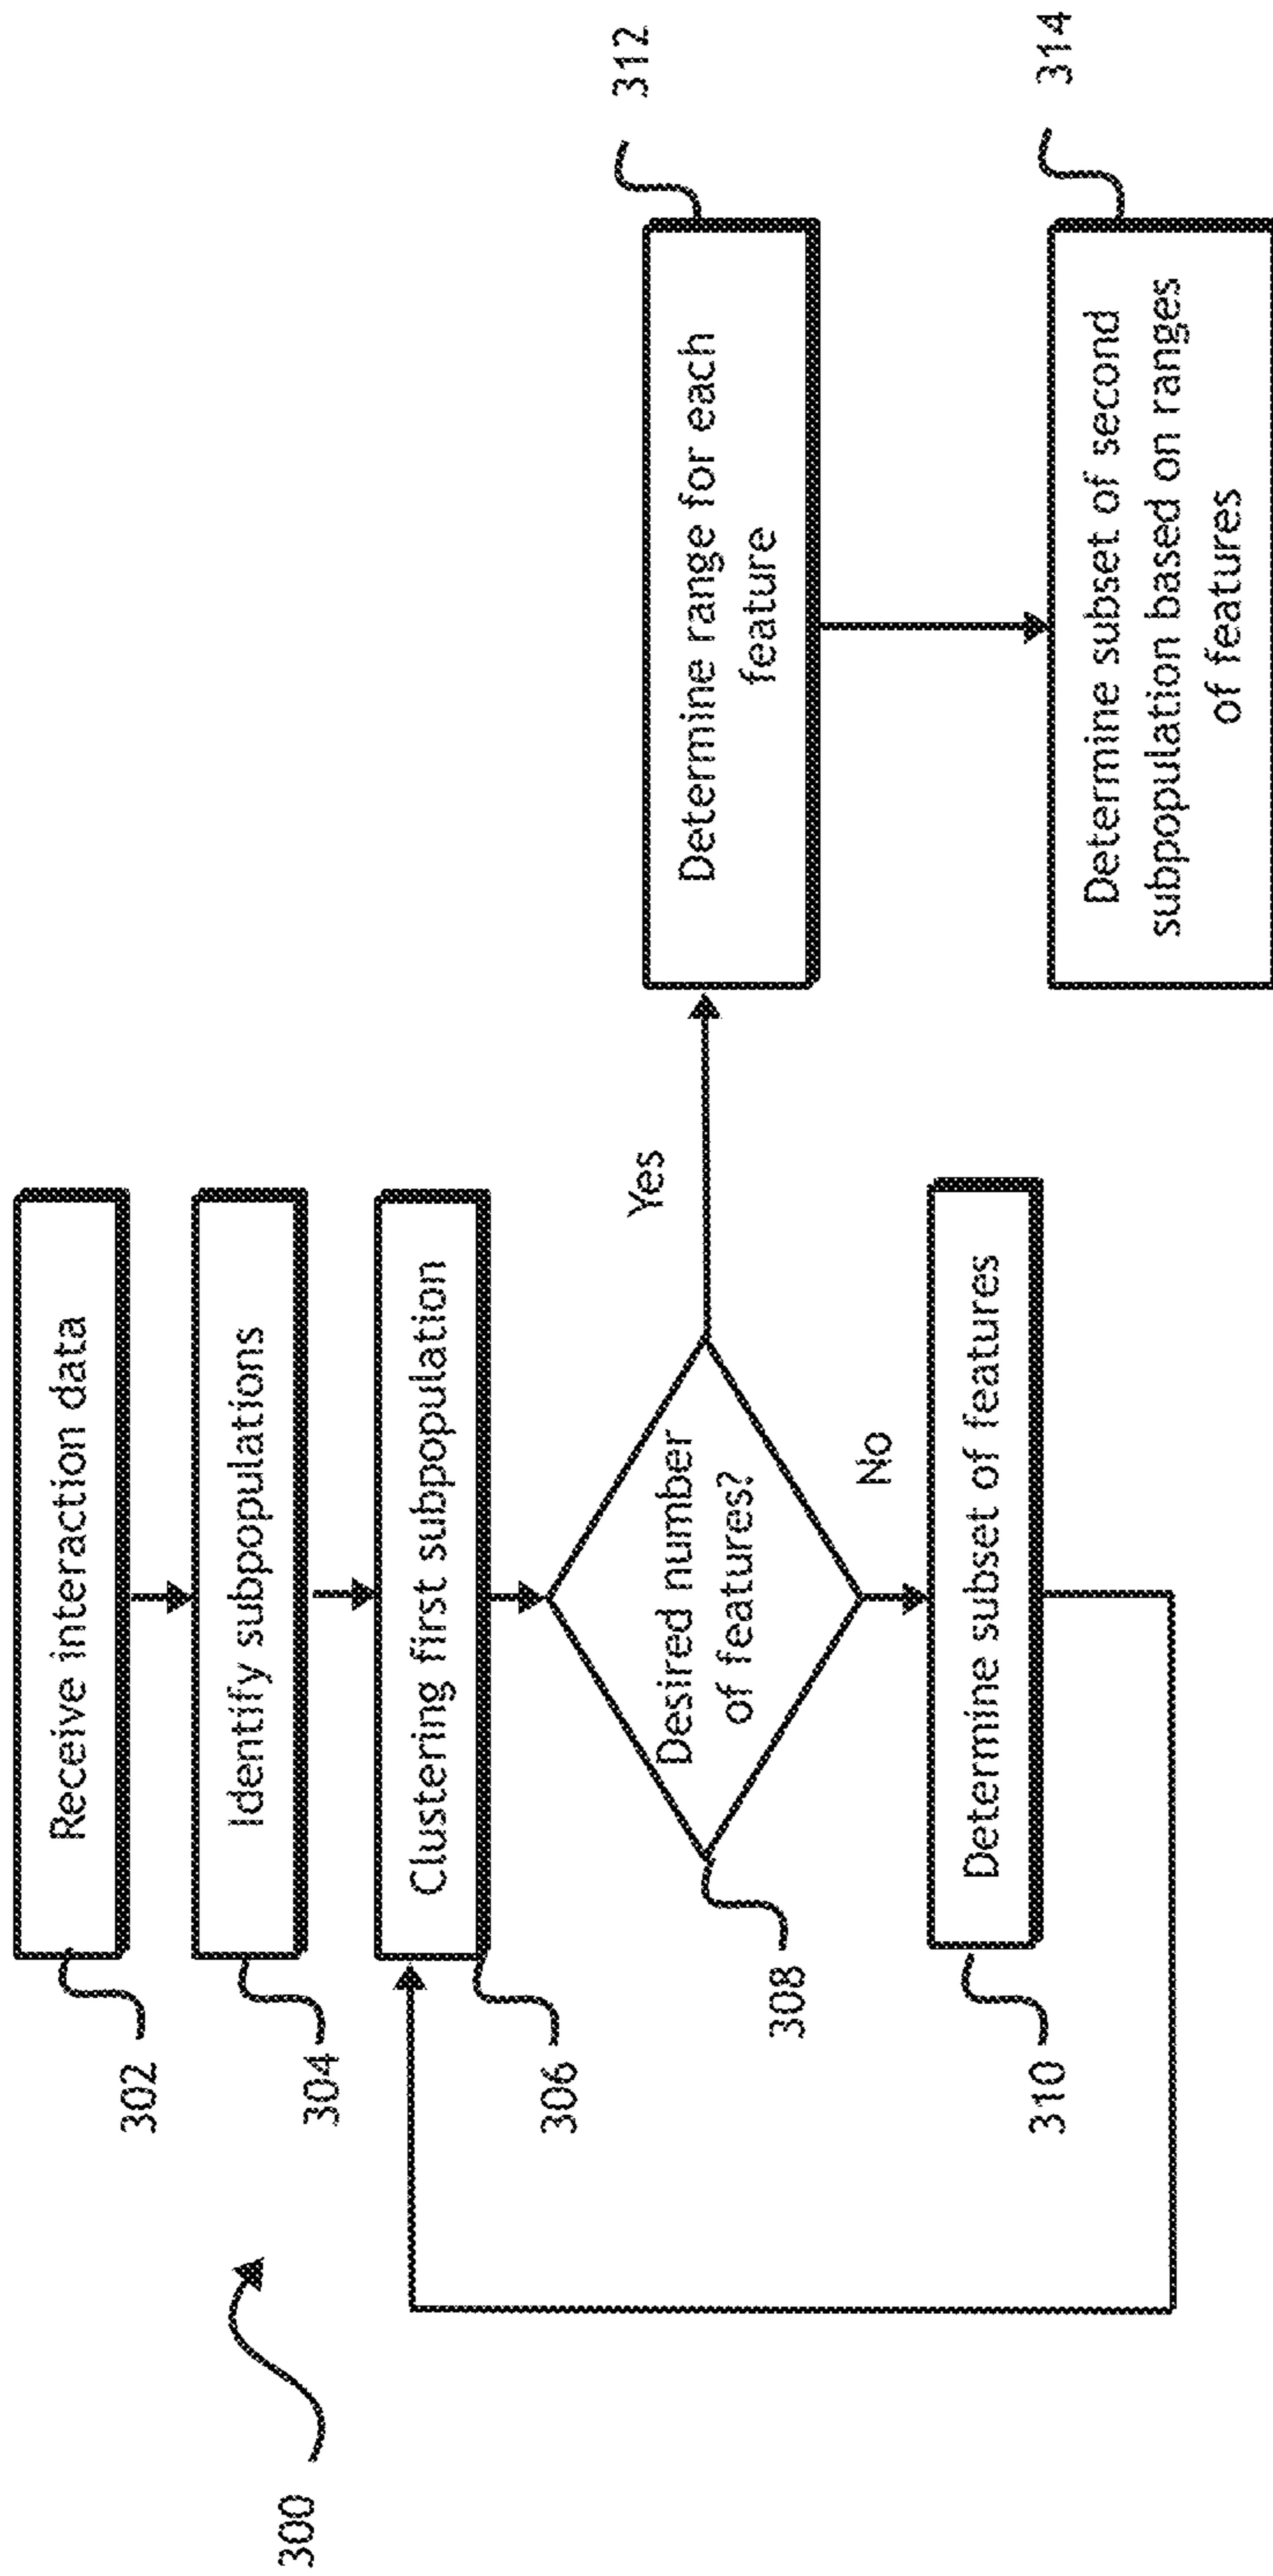 300
302
Receive interaction data
304
Identify subpopulations
306
Clustering first subpopulation
308
Desired number
of features?
Yes
No
310
Determine subset of features
312
Determine range for each
feature
314
Determine subset of second
subpopulation based on ranges
of features